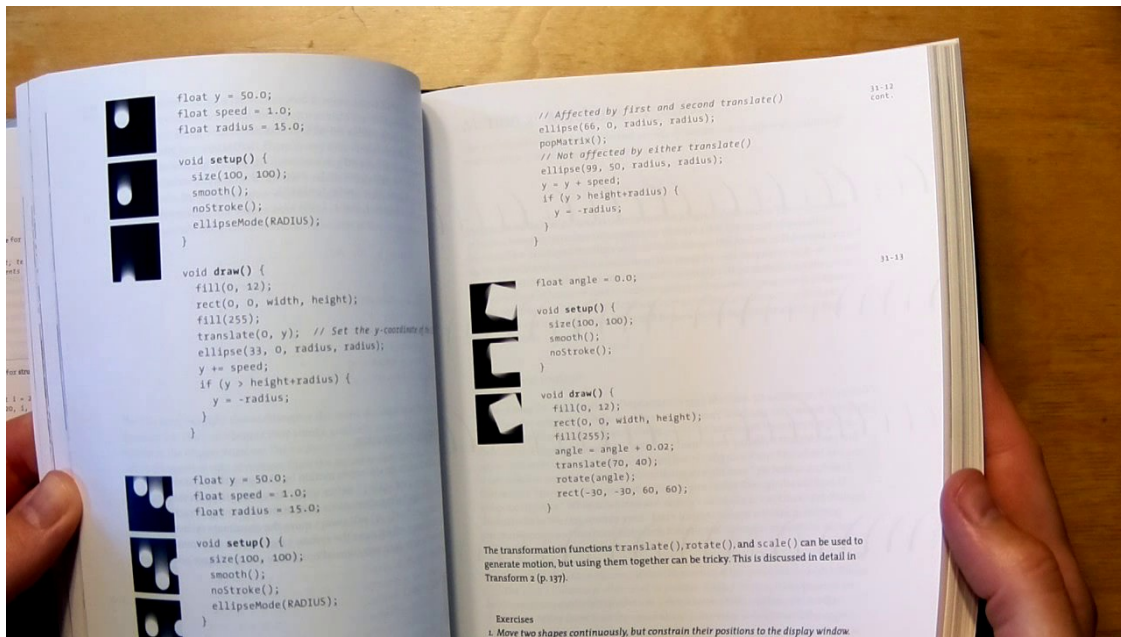 float y = 50.0;
float speed = 1.0;
float radius = 15.0;
void setup() {
size(100, 100);
smooth();
noStroke();
ellipseMode(RADIUS);
}
void draw() {
fill(0, 12);
rect(0, 0, width, height);
fill(255);
translate(0, y);  // Set the y-coordinate of the
ellipse(33, 0, radius, radius);
y += speed;
if (y > height+radius) {
y = -radius;
}
}
float y = 50.0;
float speed = 1.0;
float radius = 15.0;
void setup() {
size(100, 100);
smooth();
noStroke();
ellipseMode(RADIUS);
}
31-12
cont.
// Affected by first and second translate()
ellipse(66, 0, radius, radius);
popMatrix();
// Not affected by either translate()
ellipse(99, 50, radius, radius);
y = y + speed;
if (y > height+radius) {
y = -radius;
}
}
31-13
float angle = 0.0;
void setup() {
size(100, 100);
smooth();
noStroke();
}
void draw() {
fill(0, 12);
rect(0, 0, width, height);
fill(255);
angle = angle + 0.02;
translate(70, 40);
rotate(angle);
rect(-30, -30, 60, 60);
}
The transformation functions translate(), rotate(), and scale() can be used to
generate motion, but using them together can be tricky. This is discussed in detail in
Transform 2 (p. 137).
Exercises
1. Move two shapes continuously, but constrain their positions to the display window.